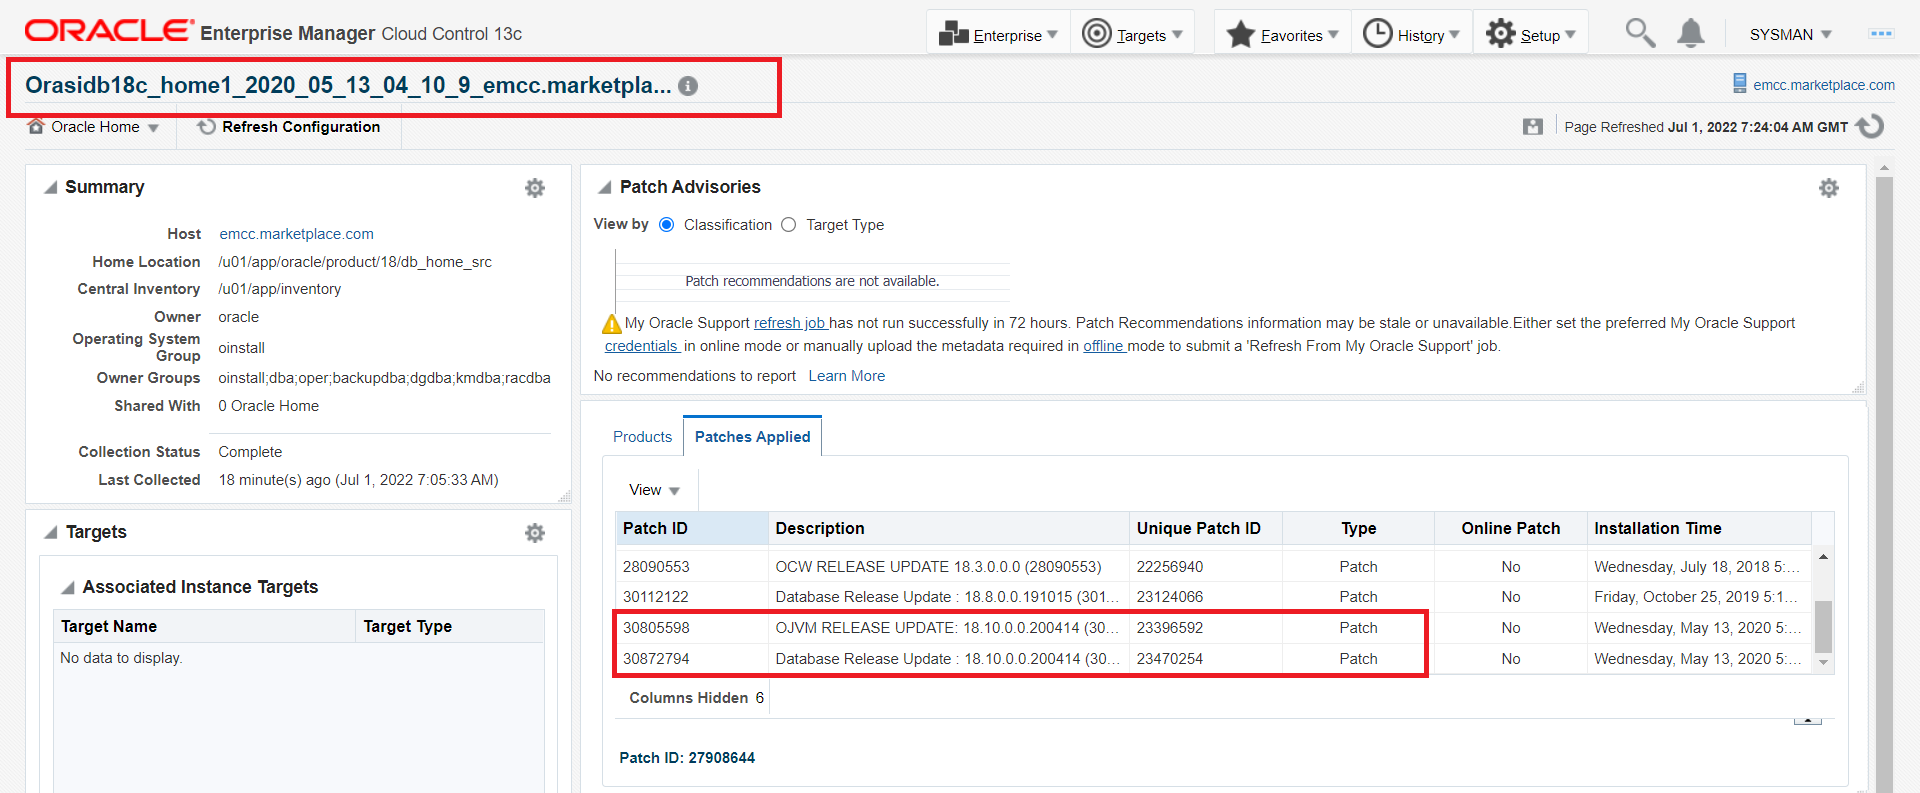 ORACLE Enterprise Manager Cloud Control 13c
Enterprise
Targets
Favorites
History
Setup
SYSMAN
Orasidb18c_home1_2020_05_13_04_10_9_emcc.marketpla...
emcc.marketplace.com
Oracle Home
Refresh Configuration
Page Refreshed Jul 1, 2022 7:24:04 AM GMT
Summary
Host emcc.marketplace.com
Home Location /u01/app/oracle/product/18/db_home_src
Central Inventory /u01/app/inventory
Owner oracle
Operating System Group oinstall
Owner Groups oinstall;dba;oper;backupdba;dgdba;kmdba;racdba
Shared With 0 Oracle Home
Collection Status Complete
Last Collected 18 minute(s) ago (Jul 1, 2022 7:05:33 AM)
Targets
Associated Instance Targets
Target Name Target Type
No data to display.
Patch Advisories
View by Classification Target Type
Patch recommendations are not available.
My Oracle Support refresh job has not run successfully in 72 hours. Patch Recommendations information may be stale or unavailable.Either set the preferred My Oracle Support
credentials in online mode or manually upload the metadata required in offline mode to submit a 'Refresh From My Oracle Support' job.
No recommendations to report Learn More
Products Patches Applied
View
Patch ID Description Unique Patch ID Type Online Patch Installation Time
28090553 OCW RELEASE UPDATE 18.3.0.0.0 (28090553) 22256940 Patch No Wednesday, July 18, 2018 5:...
30112122 Database Release Update : 18.8.0.0.191015 (301... 23124066 Patch No Friday, October 25, 2019 5:1...
30805598 OJVM RELEASE UPDATE: 18.10.0.0.200414 (30... 23396592 Patch No Wednesday, May 13, 2020 5:...
30872794 Database Release Update : 18.10.0.0.200414 (30... 23470254 Patch No Wednesday, May 13, 2020 5:...
Columns Hidden 6
Patch ID: 27908644